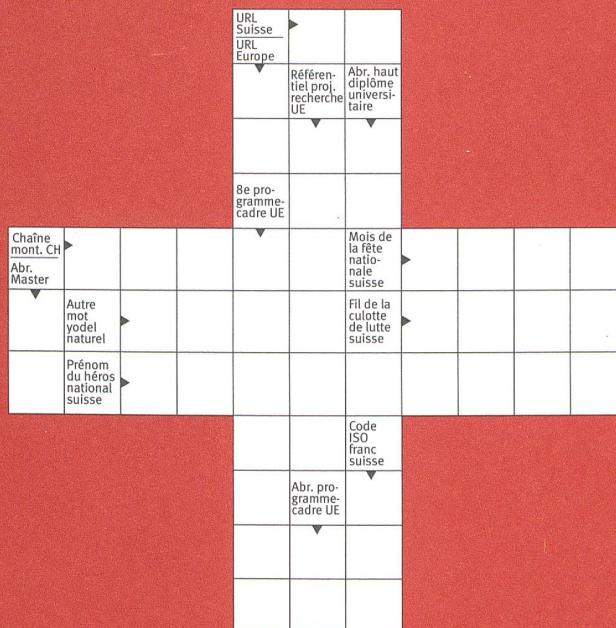 URL
Suisse
URL
Europe
Référen-
tiel proj.
recherche
UE
Abr. haut
diplôme
universi-
taire
8e pro-
gramme-
cadre UE
Chaîne
mont. CH
Abr.
Master
Mois de
la fête
natio-
nale
suisse
Autre
mot
yodel
naturel
Fil de la
culotte
de lutte
suisse
Prénom
du héros
national
suisse
Code
ISO
franc
suisse
Abr. pro-
gramme-
cadre UE